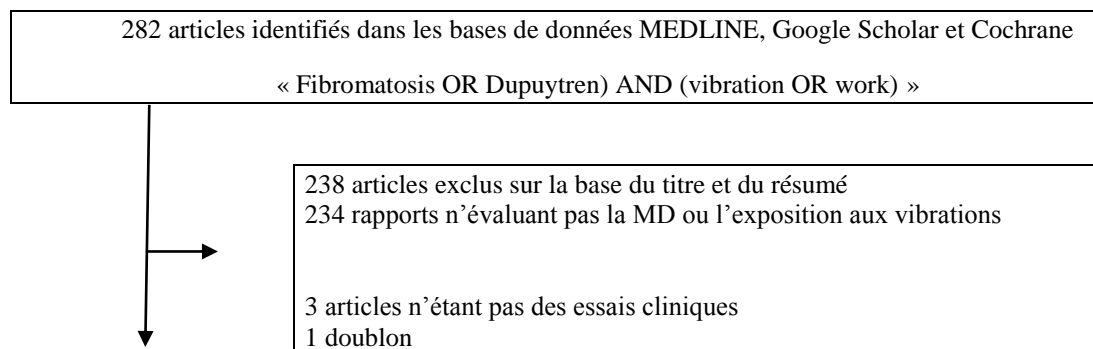 282 articles identifiés dans les bases de données MEDLINE, Google Scholar et Cochrane
« Fibromatosis OR Dupuytren) AND (vibration OR work) »
238 articles exclus sur la base du titre et du résumé
234 rapports n’évaluant pas la MD ou l’exposition aux vibrations
3 articles n’étant pas des essais cliniques
1 doublon